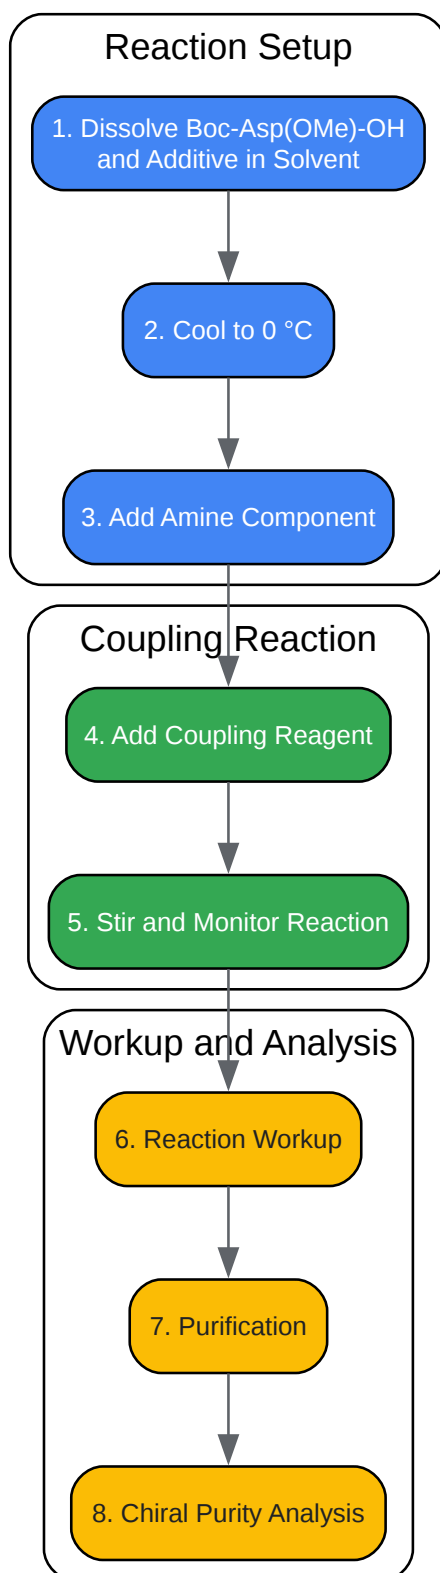 Reaction Setup
1. Dissolve Boc-Asp(OMe)-OH
and Additive in Solvent
2. Cool to 0 °C
3. Add Amine Component
Coupling Reaction
4. Add Coupling Reagent
5. Stir and Monitor Reaction
Workup and Analysis
6. Reaction Workup
7. Purification
8. Chiral Purity Analysis